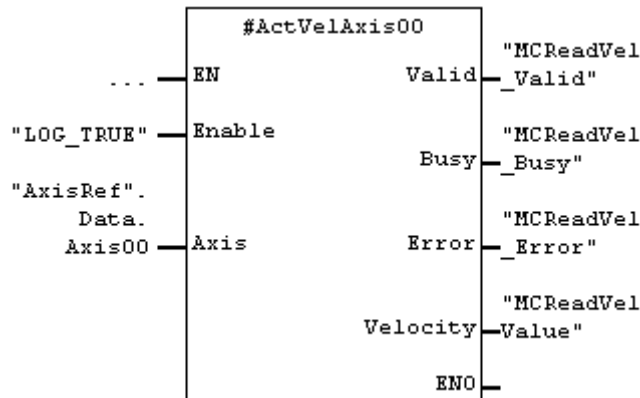 #ActVelAxis00
... EN Valid "MCReadVel
_Valid"
"LOG_TRUE" Enable "MCReadVel
Busy _Busy"
"AxisRef".
Data. "MCReadVel
Axis00 Axis Error _Error"
"MCReadVel
Velocity Value"
ENO